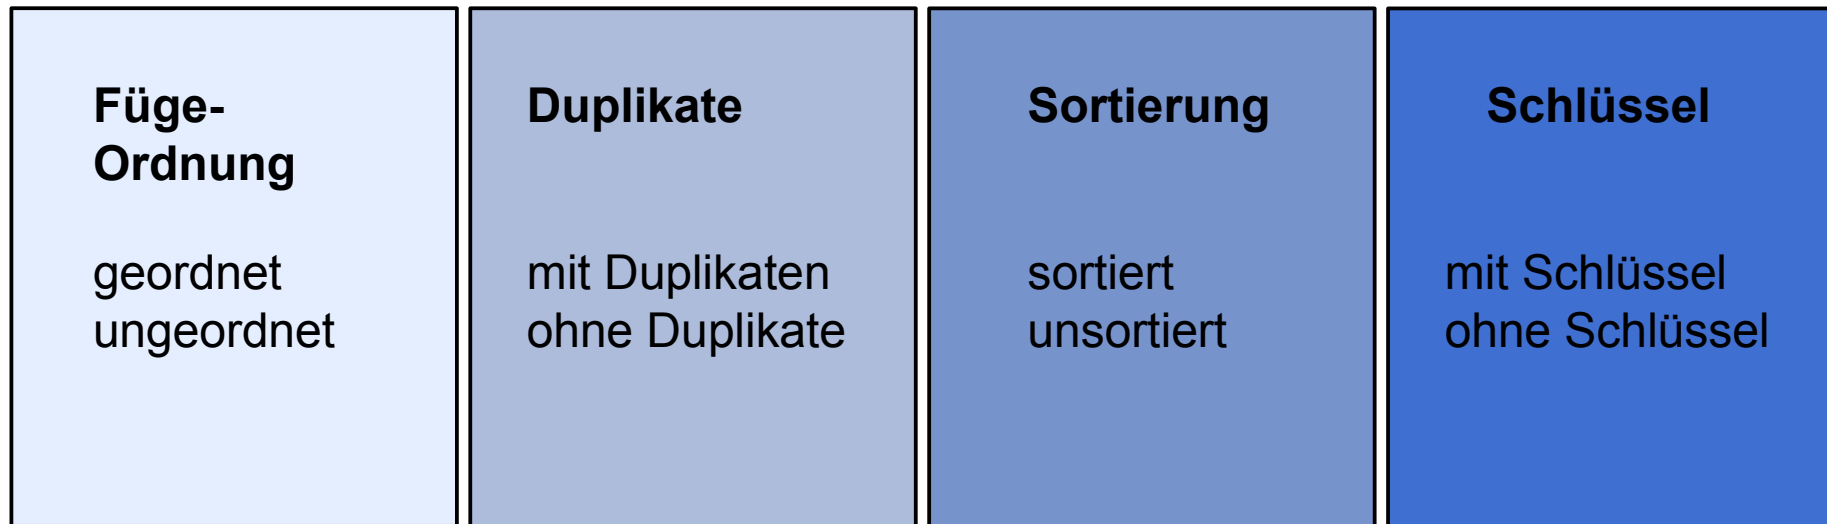 Füge-
Ordnung
geordnet
ungeordnet
Duplikate
mit Duplikaten
ohne Duplikate
Sortierung
sortiert
unsortiert
Schlüssel
mit Schlüssel
ohne Schlüssel